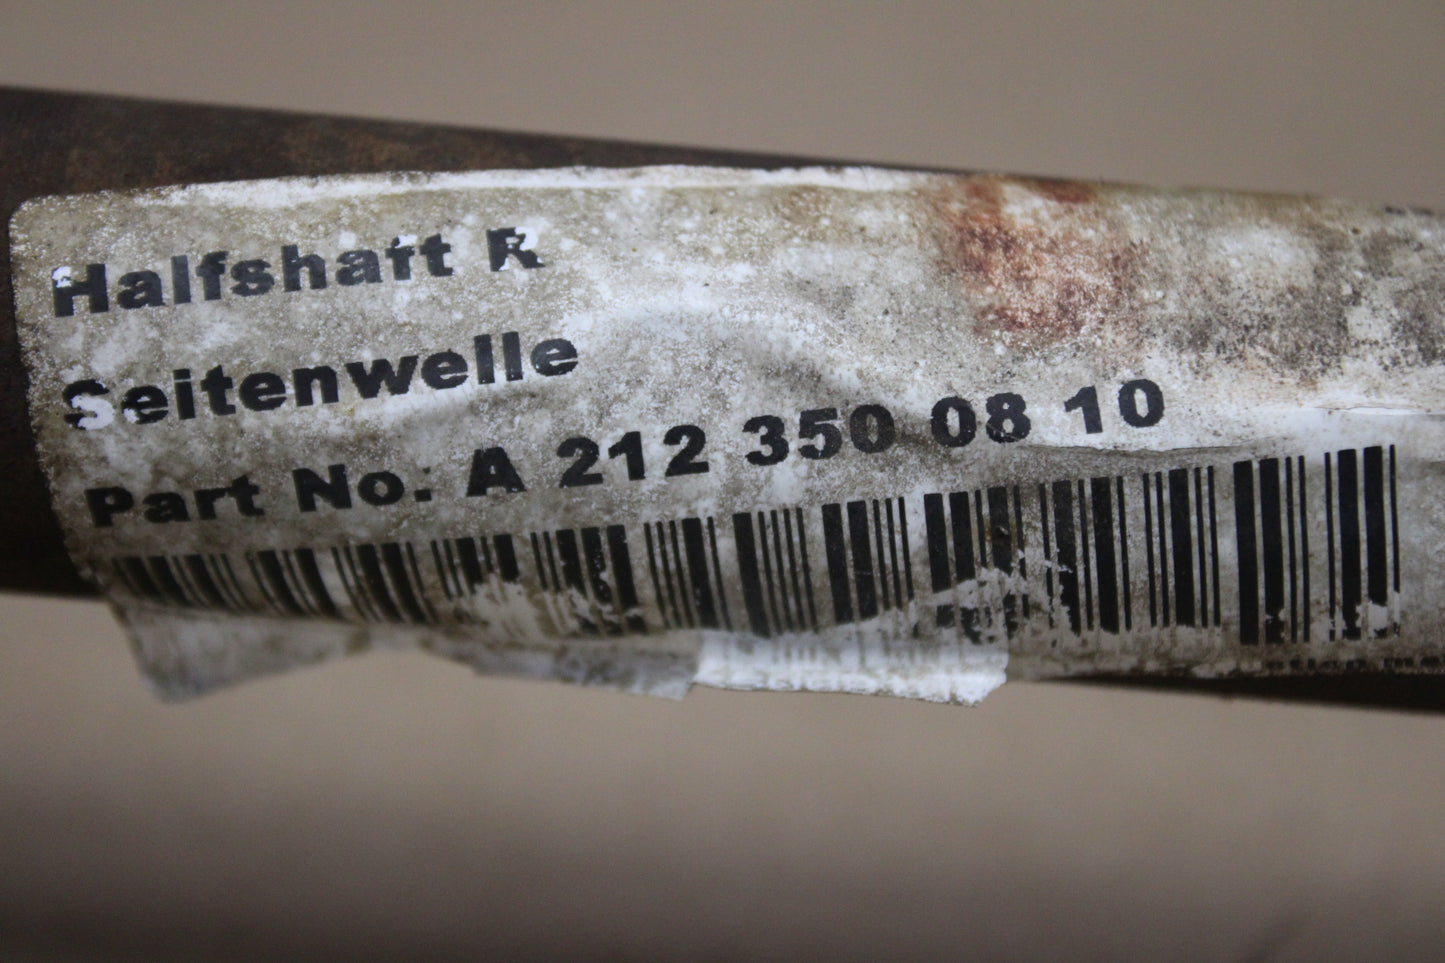 Halfshaft R
Seitenwelle
Part No: A 212 350 08 10